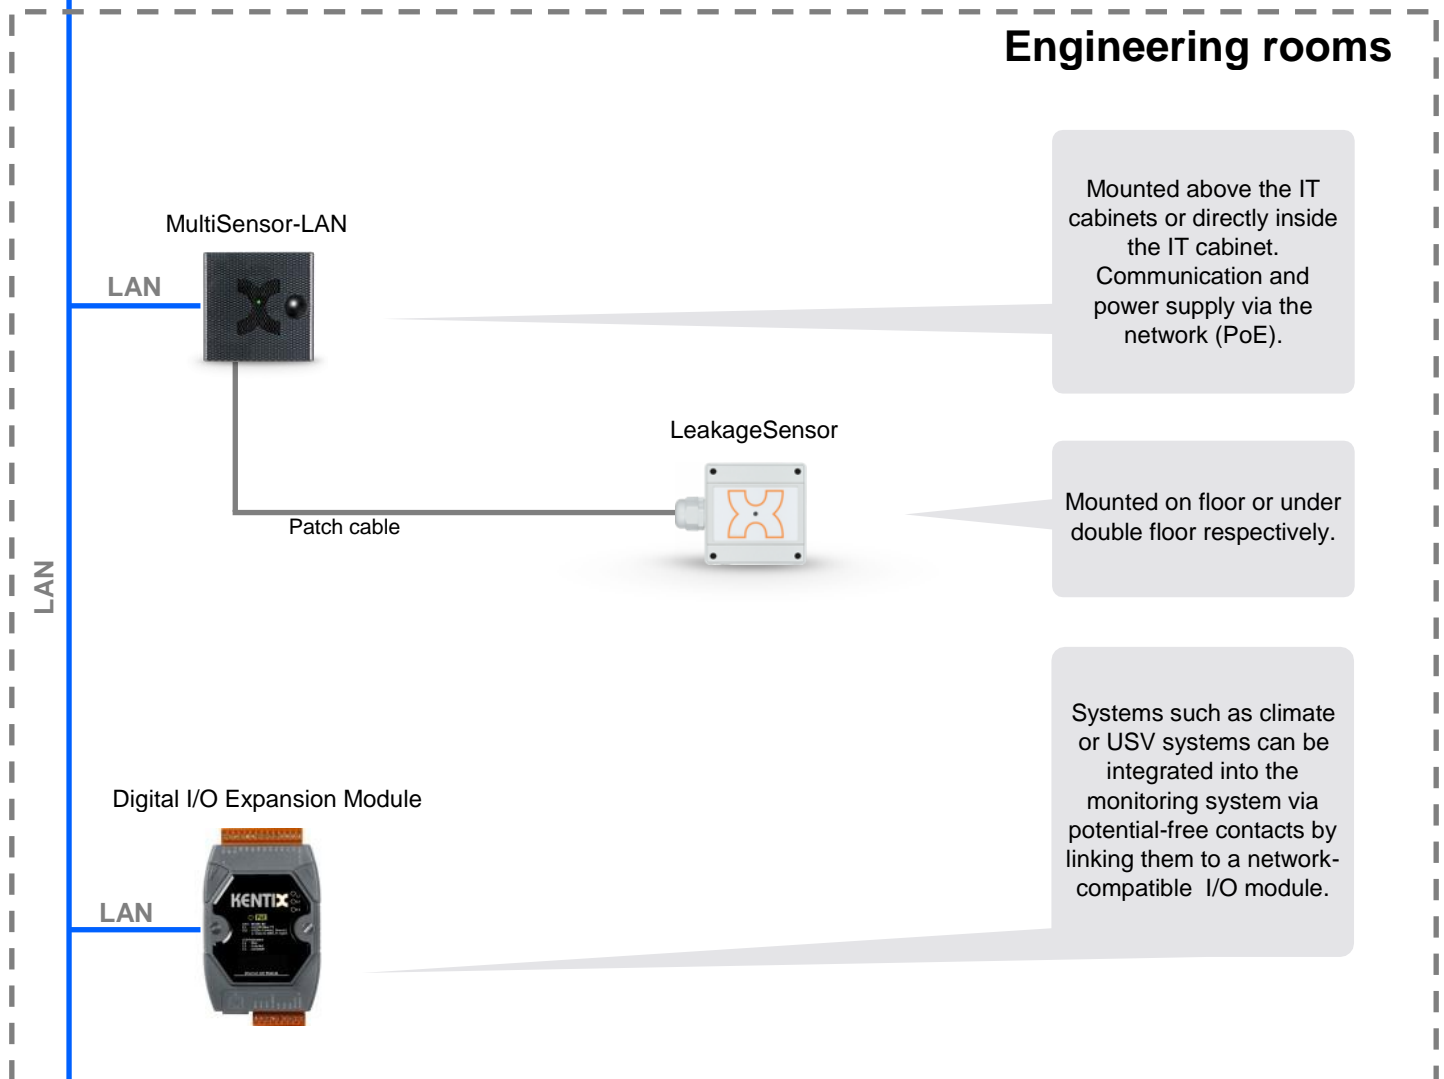 Engineering rooms
Mounted above the IT
cabinets or directly inside
the IT cabinet.
Communication and
power supply via the
network (PoE).
MultiSensor-LAN
LAN
LeakageSensor
Mounted on floor or under
double floor respectively.
Patch cable
LAN
Systems such as climate
or USV systems can be
integrated into the
monitoring system via
potential-free contacts by
linking them to a network-
compatible I/O module.
Digital I/O Expansion Module
KENTIX
PoE
LAN